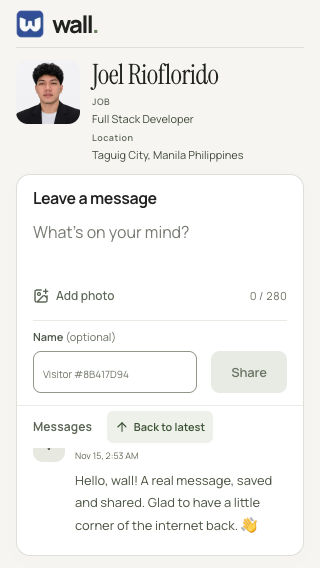 w wall.
Joel Rioflorido
JOB
Full Stack Developer
Location
Taguig City, Manila Philippines
Leave a message
What's on your mind?
Add photo
0 / 280
Name (optional)
Visitor #8B417D94
Share
Messages
Back to latest
Nov 15, 2:53 AM
Hello, wall! A real message, saved
and shared. Glad to have a little
corner of the internet back. 👋